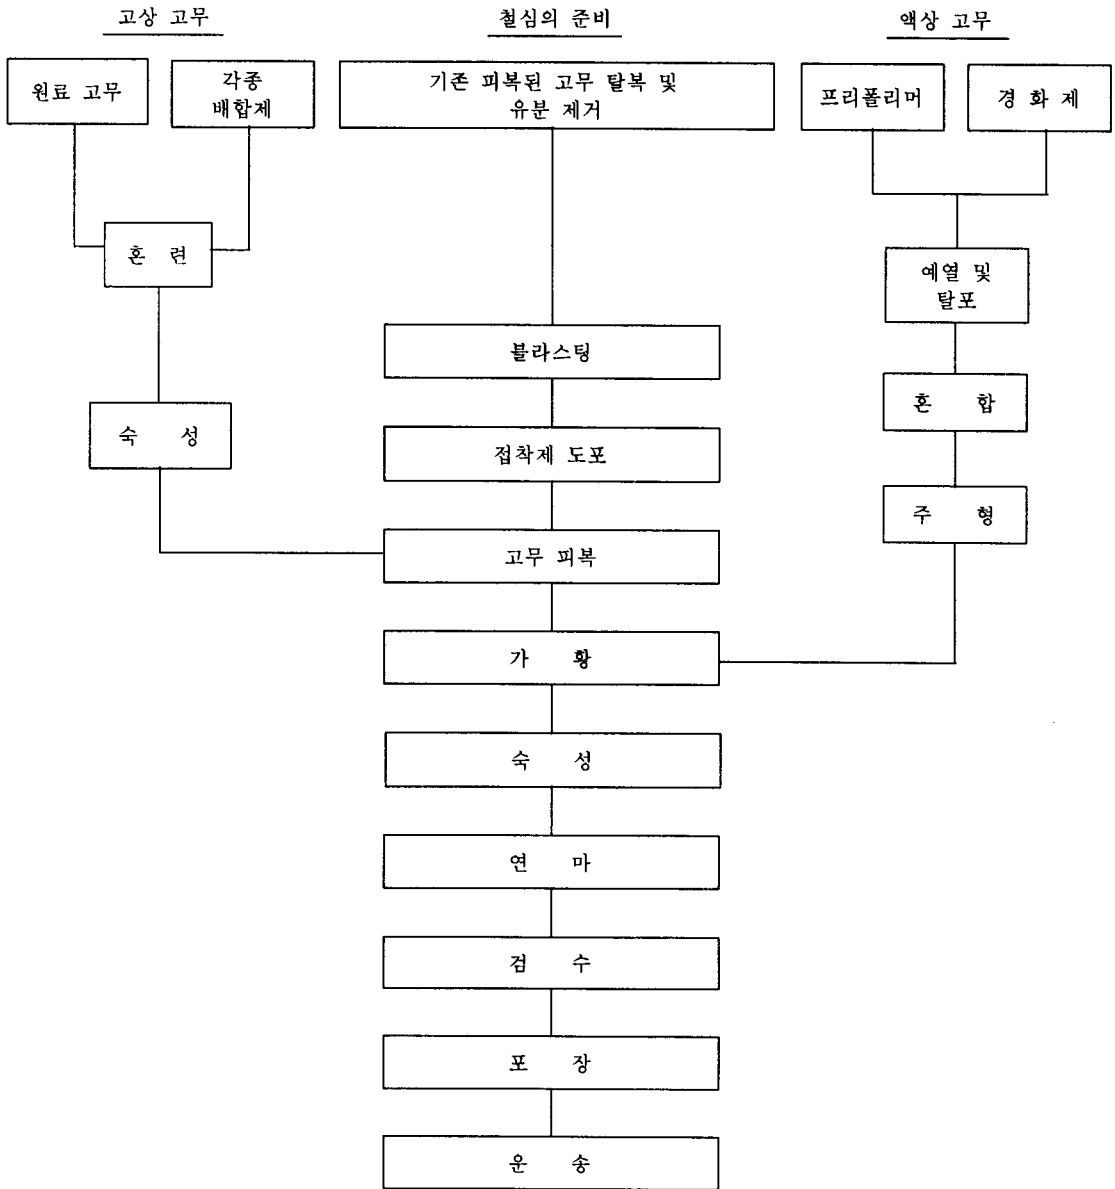 고상 고무
철심의 준비
액상 고무
원료 고무
각종
배합제
기존 피복된 고무 탈복 및
유분 제거
프리폴리머
경 화 제
혼 련
예열 및
탈포
블라스팅
혼 합
숙 성
접착제 도포
주 형
고무 피복
가 황
숙 성
연 마
검 수
포 장
운 송